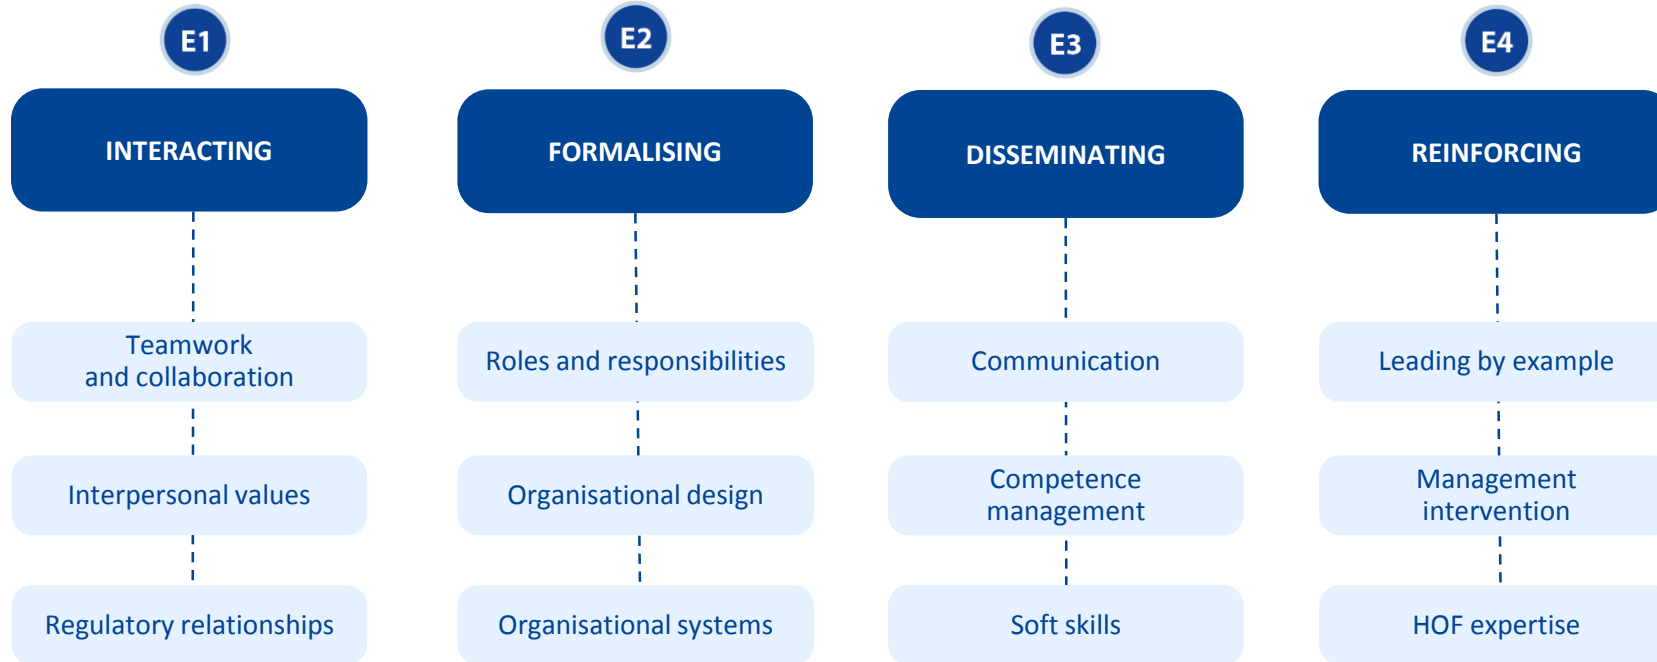 E1
E2
E3
E4
INTERACTING
FORMALISING
DISSEMINATING
REINFORCING
Teamwork
and collaboration
Roles and responsibilities
Communication
Leading by example
Interpersonal values
Organisational design
Competence
management
Management
intervention
Regulatory relationships
Organisational systems
Soft skills
HOF expertise